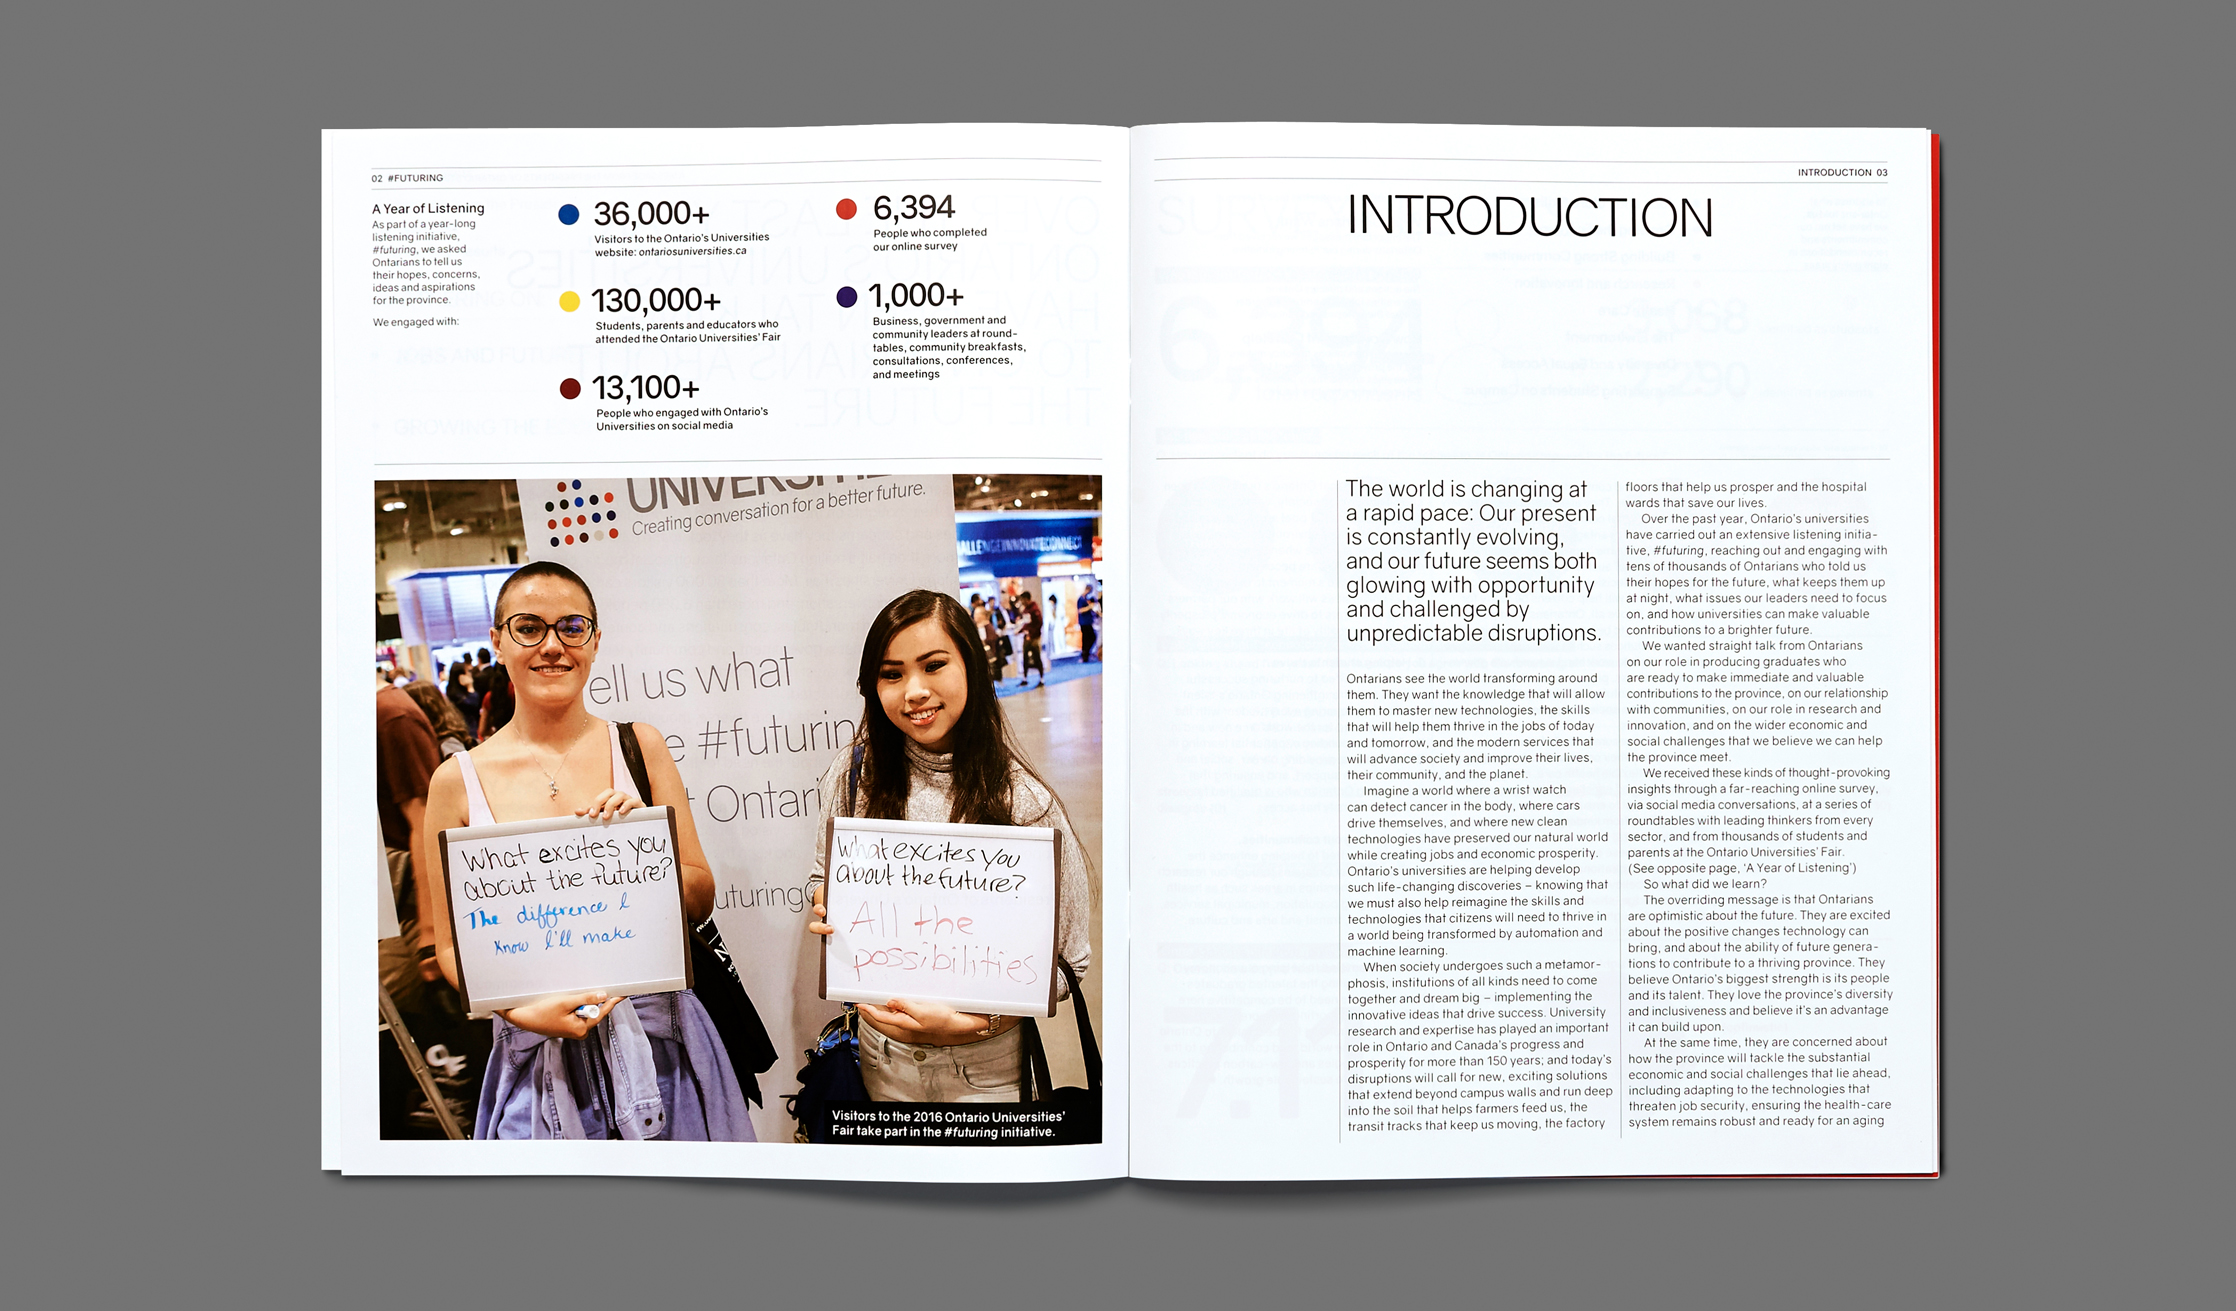 02 #FUTURING
A Year of Listening
As part of a year-long
listening initiative,
#futuring, we asked
Ontarians to tell us
their hopes, concerns,
ideas and aspirations
for the province.
We engaged with:
36,000+
Visitors to the Ontario's Universities
website: ontariosuniversities.ca
130,000+
Students, parents and educators who
attended the Ontario Universities' Fair
13,100+
People who engaged with Ontario's
Universities on social media
6,394
People who completed
our online survey
1,000+
Business, government and
community leaders at round-
tables, community breakfasts,
consultations, conferences,
and meetings
Creating conversation for a better future.
ell us what
e #futurin
Ontari
uturing
What excites you
about the future?
The difference I
know I'll make
What excites you
about the future?
All the
possibilities
Visitors to the 2016 Ontario Universities'
Fair take part in the #futuring initiative.
INTRODUCTION 03
INTRODUCTION
The world is changing at
a rapid pace: Our present
is constantly evolving,
and our future seems both
glowing with opportunity
and challenged by
unpredictable disruptions.
Ontarians see the world transforming around
them. They want the knowledge that will allow
them to master new technologies, the skills
that will help them thrive in the jobs of today
and tomorrow, and the modern services that
will advance society and improve their lives,
their community, and the planet.
Imagine a world where a wrist watch
can detect cancer in the body, where cars
drive themselves, and where new clean
technologies have preserved our natural world
while creating jobs and economic prosperity.
Ontario's universities are helping develop
such life-changing discoveries – knowing that
we must also help reimagine the skills and
technologies that citizens will need to thrive in
a world being transformed by automation and
machine learning.
When society undergoes such a metamor-
phosis, institutions of all kinds need to come
together and dream big – implementing the
innovative ideas that drive success. University
research and expertise has played an important
role in Ontario and Canada's progress and
prosperity for more than 150 years; and today's
disruptions will call for new, exciting solutions
that extend beyond campus walls and run deep
into the soil that helps farmers feed us, the
transit tracks that keep us moving, the factory
floors that help us prosper and the hospital
wards that save our lives.
Over the past year, Ontario's universities
have carried out an extensive listening initia-
tive, #futuring, reaching out and engaging with
tens of thousands of Ontarians who told us
their hopes for the future, what keeps them up
at night, what issues our leaders need to focus
on, and how universities can make valuable
contributions to a brighter future.
We wanted straight talk from Ontarians
on our role in producing graduates who
are ready to make immediate and valuable
contributions to the province, on our relationship
with communities, on our role in research and
innovation, and on the wider economic and
social challenges that we believe we can help
the province meet.
We received these kinds of thought-provoking
insights through a far-reaching online survey,
via social media conversations, at a series of
roundtables with leading thinkers from every
sector, and from thousands of students and
parents at the Ontario Universities' Fair.
(See opposite page, 'A Year of Listening')
So what did we learn?
The overriding message is that Ontarians
are optimistic about the future. They are excited
about the positive changes technology can
bring, and about the ability of future genera-
tions to contribute to a thriving province. They
believe Ontario's biggest strength is its people
and its talent. They love the province's diversity
and inclusiveness and believe it's an advantage
it can build upon.
At the same time, they are concerned about
how the province will tackle the substantial
economic and social challenges that lie ahead,
including adapting to the technologies that
threaten job security, ensuring the health-care
system remains robust and ready for an aging